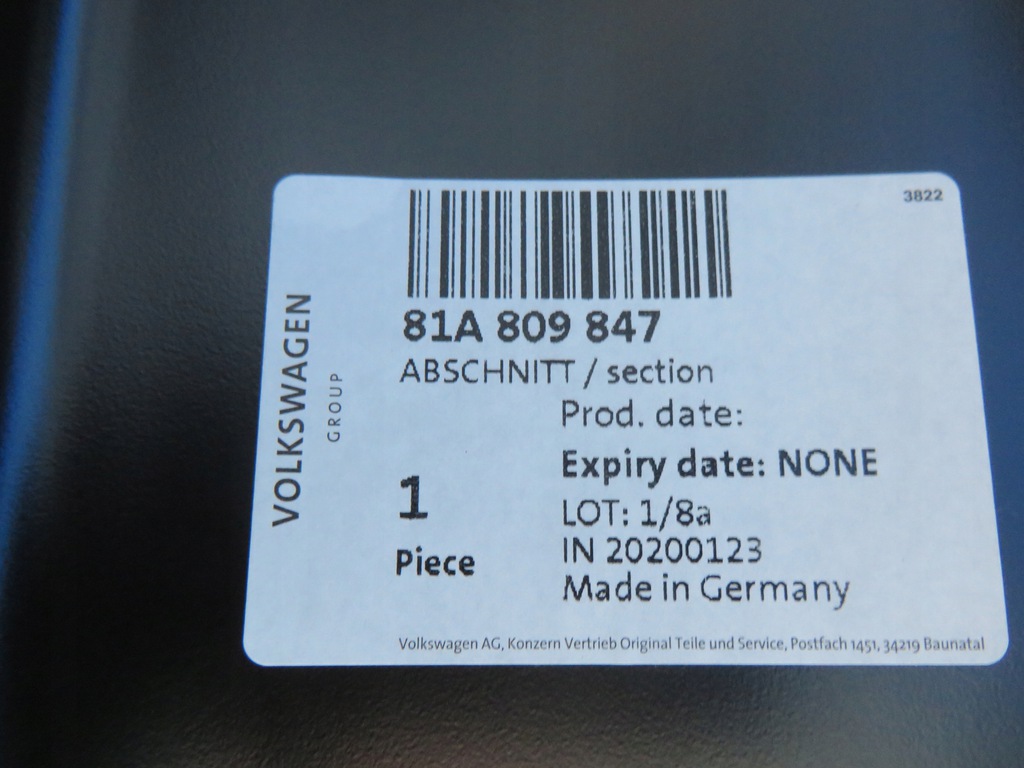 3822
81A 809 847
ABSCHNITT / section
Prod. date:
Expiry date: NONE
1
LOT: 1/8a
IN 20200123
Piece
Made in Germany
Volkswagen AG, Konzern Vertrieb Original Teile und Service, Postfach 1451, 34219 Baunatal
VOLKSWAGEN
GROUP